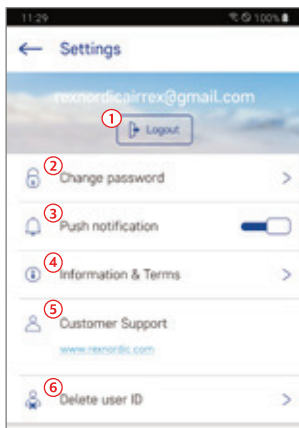 11:29 100%
← Settings
rexnordicairrex@gmail.com
① Logout
② Change password >
③ Push notification
④ Information & Terms >
⑤ Customer Support
www.rexnordic.com
⑥ Delete user ID >